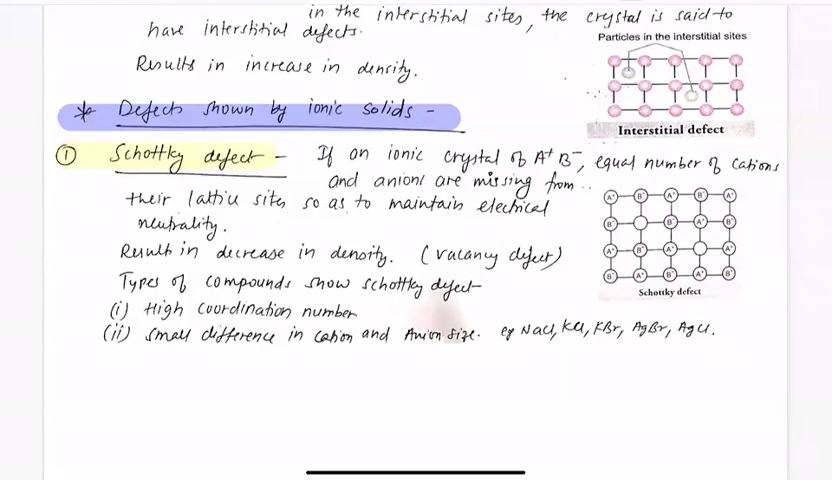 in the interstitial sites, the crystal is said to
have interstitial defects.
Particles in the interstitial sites
Results in increase in density.
Interstitial defect
* Defects shown by ionic solids -
① Schottky defect - If an ionic crystal of A⁺B⁻, equal number of cations
and anions are missing from ..
their lattice sites so as to maintain electrical
neutrality.
Result in decrease in density. (vacancy defect)
Types of compounds show schottky defect
(i) High coordination number
(ii) small difference in cation and Anion size. eg NaCl, KCl, KBr, AgBr, AgCl.
A⁺ B⁻ A⁺ B⁻ A⁺
B⁻ B⁻ A⁺ B⁻
A⁺ B⁻ A⁺ A⁺
B⁻ A⁺ B⁻ A⁺ B⁻
Schottky defect